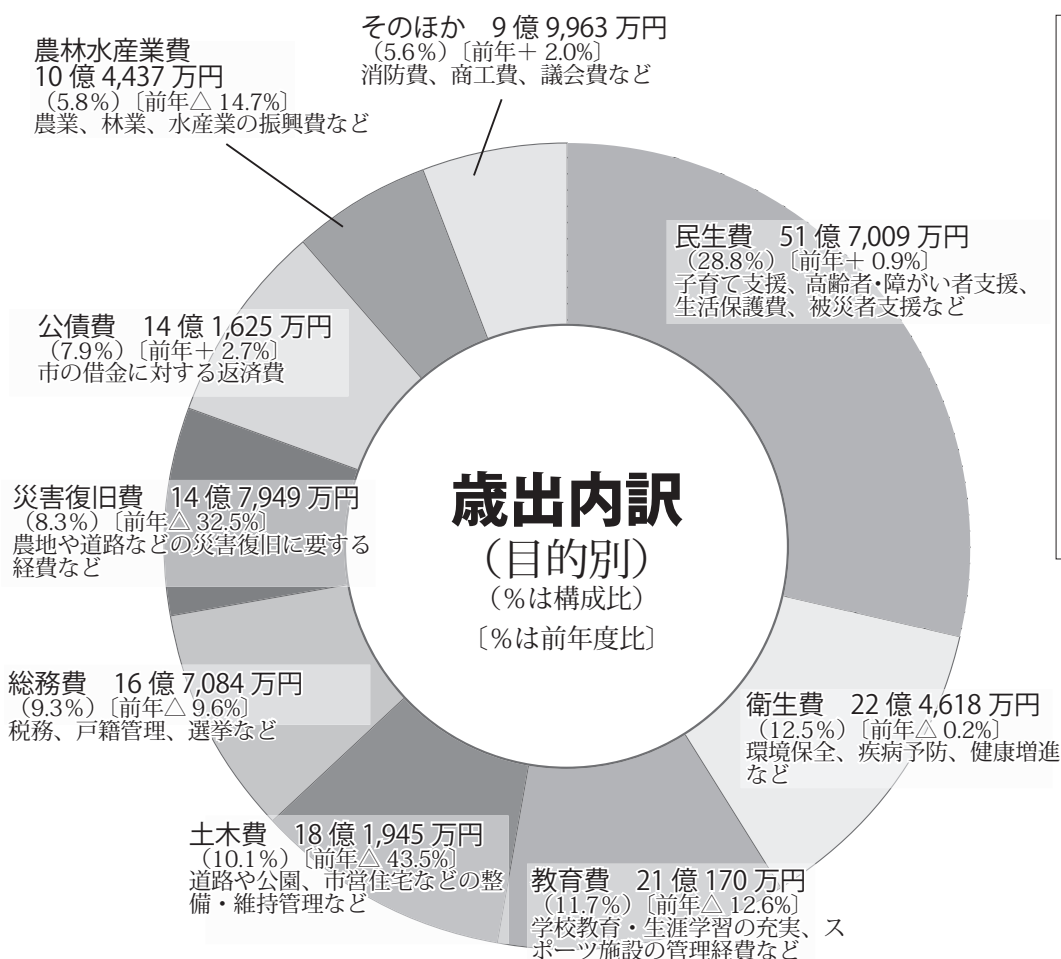 そのほか　9 億 9,963 万円
（5.6％）〔前年＋ 2.0％〕
消防費、商工費、議会費など
農林水産業費
10 億 4,437 万円
（5.8％）〔前年△ 14.7％〕
農業、林業、水産業の振興費など
民生費　51 億 7,009 万円
（28.8％）〔前年＋ 0.9％〕
子育て支援、高齢者・障がい者支援、
生活保護費、被災者支援など
公債費　14 億 1,625 万円
（7.9％）〔前年＋ 2.7％〕
市の借金に対する返済費
災害復旧費　14 億 7,949 万円
（8.3％）〔前年△ 32.5％〕
農地や道路などの災害復旧に要する
経費など
歳出内訳
（目的別）
（％は構成比）
〔％は前年度比〕
総務費　16 億 7,084 万円
（9.3％）〔前年△ 9.6％〕
税務、戸籍管理、選挙など
衛生費　22 億 4,618 万円
（12.5％）〔前年△ 0.2％〕
環境保全、疾病予防、健康増進
など
土木費　18 億 1,945 万円
（10.1％）〔前年△ 43.5％〕
道路や公園、市営住宅などの整
備・維持管理など
教育費　21 億 170 万円
（11.7％）〔前年△ 12.6％〕
学校教育・生涯学習の充実、ス
ポーツ施設の管理経費など